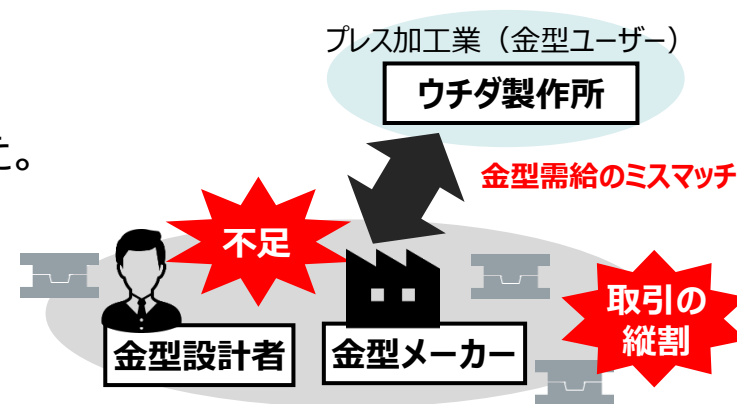 プレス加工業（金型ユーザー）
ウチダ製作所
た。
金型需給のミスマッチ
不足
取引の
縦割
金型設計者
金型メーカー